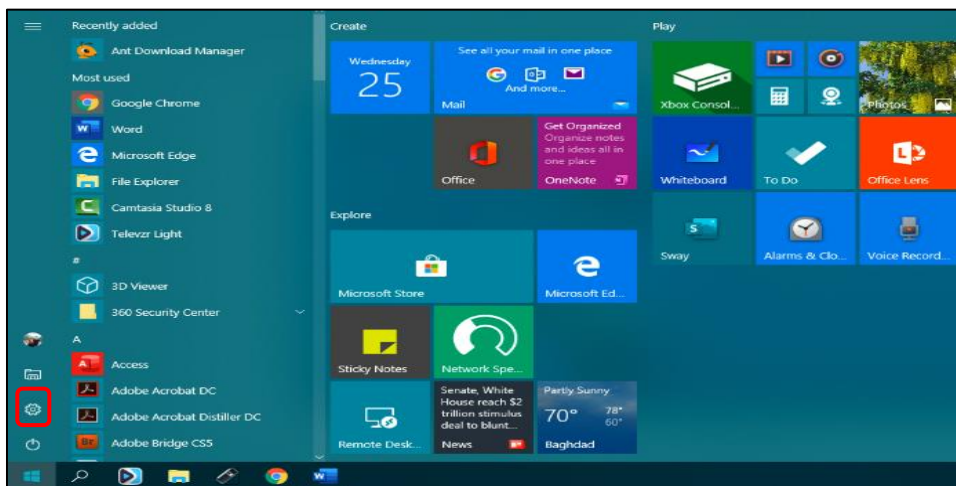 Recently added
Ant Download Manager
Most used
Google Chrome
Word
Microsoft Edge
File Explorer
Camtasia Studio 8
Televzr Light
#
3D Viewer
360 Security Center
A
Access
Adobe Acrobat DC
Adobe Acrobat Distiller DC
Adobe Bridge CS5
Create
Wednesday
25
See all your mail in one place
And more...
Mail
Office
Get Organized
Organize notes
and ideas all in
one place
OneNote
Explore
Microsoft Store
Microsoft Ed...
Sticky Notes
Network Spe...
Remote Desk...
Senate, White
House reach $2
trillion stimulus
deal to blunt...
News
Partly Sunny
70° 78°
60°
Baghdad
Play
Xbox Consol...
Photos
Whiteboard
To Do
Office Lens
Sway
Alarms & Clo...
Voice Record...